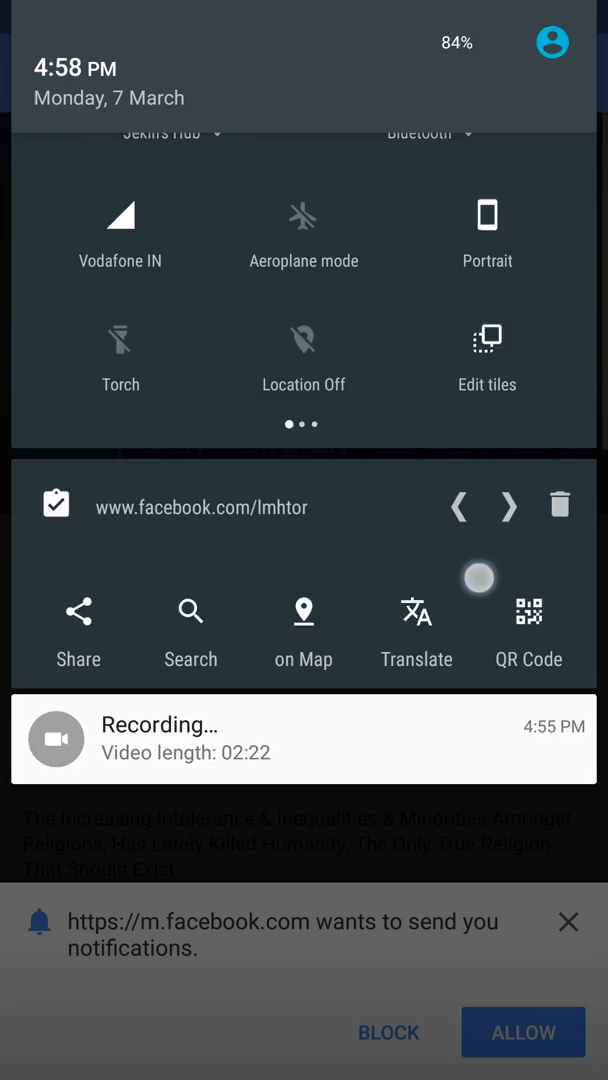 84%
4:58 PM
Monday, 7 March
Jekin's Hub
Bluetooth
Vodafone IN
Aeroplane mode
Portrait
Torch
Location Off
Edit tiles
www.facebook.com/lmhtor
Share
Search
on Map
Translate
QR Code
Recording...
4:55 PM
Video length: 02:22
The Increasing Intolerance & Inequalities & Minorities Amongst
Religions, Has Lately Killed Humanity, The Only True Religion
That Should Exist
https://m.facebook.com wants to send you
notifications.
BLOCK
ALLOW